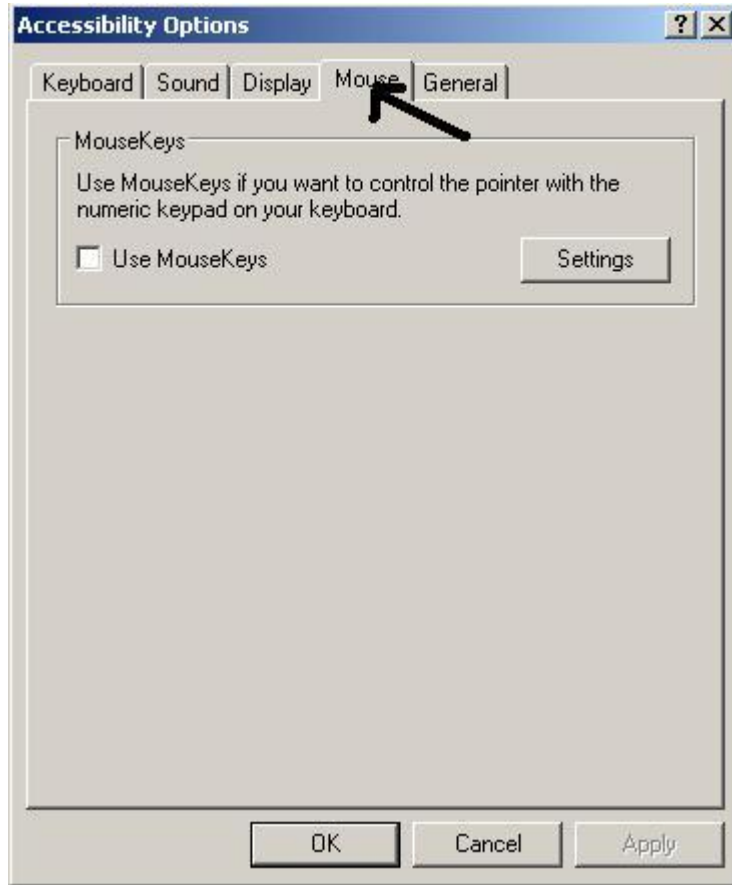 Accessibility Options
Keyboard Sound Display Mouse General
MouseKeys
Use MouseKeys if you want to control the pointer with the
numeric keypad on your keyboard.
Use MouseKeys Settings
OK Cancel Apply